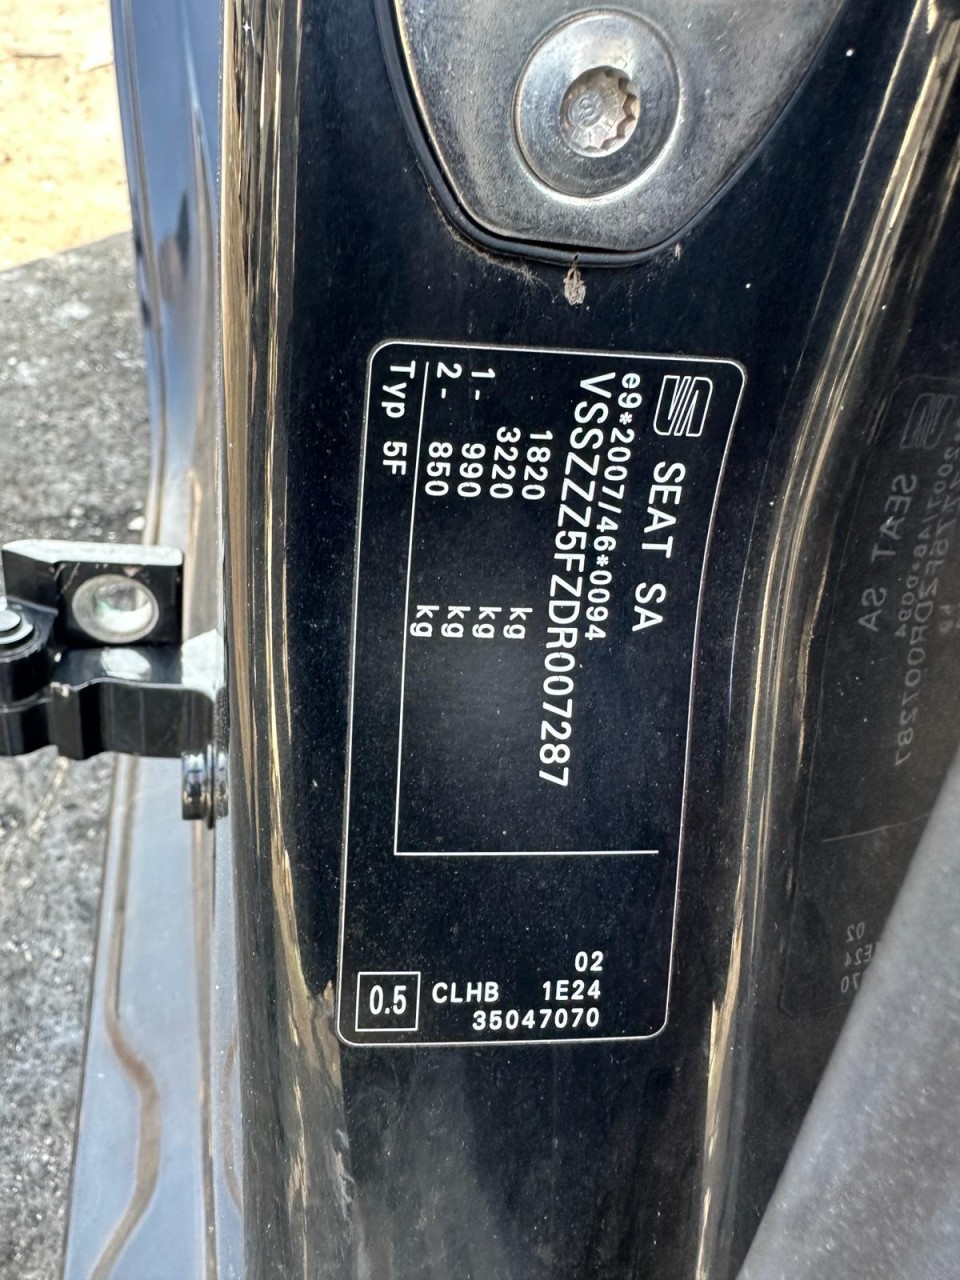 SEAT SA
e9*2007/46*0094
VSSZZZ5FZDR007287
1820 kg
3220 kg
1- 990 kg
2- 850 kg
Typ 5F
02
1E24
35047070
CLHB
0.5